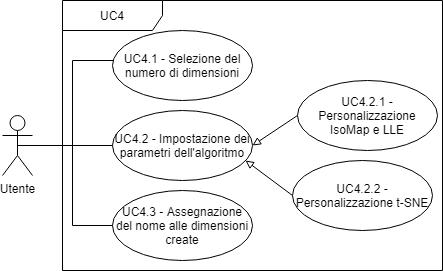 UC4
UC4.1 - Selezione del
numero di dimensioni
UC4.2 - Impostazione dei
parametri dell'algoritmo
UC4.2.1 -
Personalizzazione
IsoMap e LLE
UC4.2.2 -
Personalizzazione t-SNE
Utente
UC4.3 - Assegnazione
del nome alle dimensioni
create